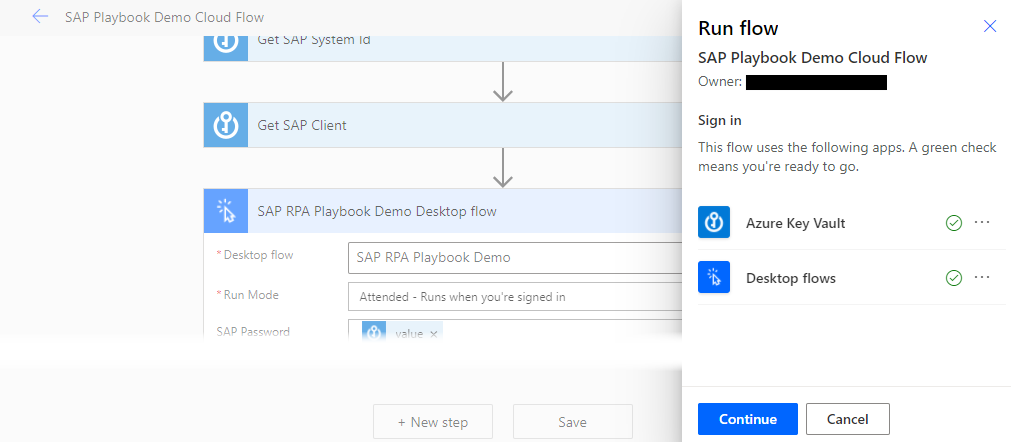 SAP Playbook Demo Cloud Flow
Get SAP System Id
Get SAP Client
SAP RPA Playbook Demo Desktop flow
* Desktop flow
SAP RPA Playbook Demo
* Run Mode
Attended - Runs when you're signed in
SAP Password
value ×
+ New step
Save
Run flow
SAP Playbook Demo Cloud Flow
Owner:
Sign in
This flow uses the following apps. A green check
means you're ready to go.
Azure Key Vault
Desktop flows
Continue
Cancel